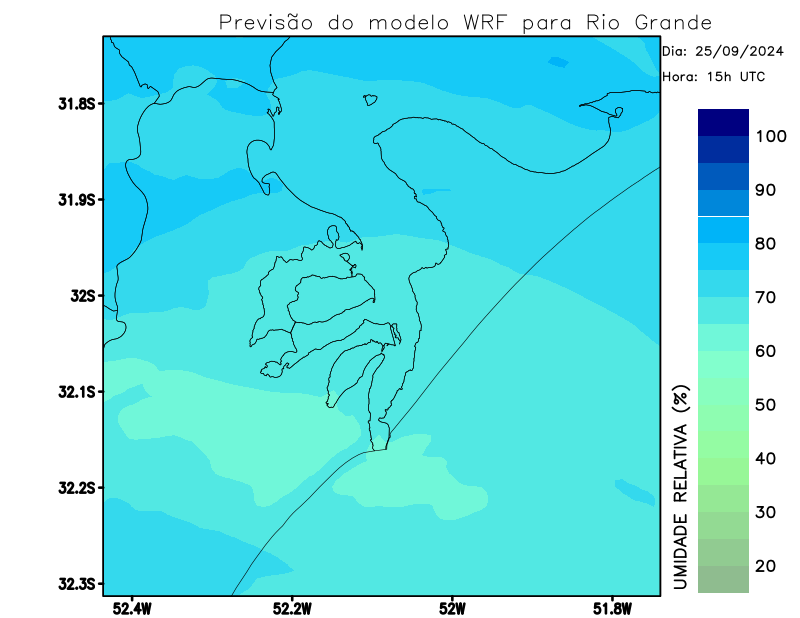 Previsão do modelo WRF para Rio Grande
Dia: 25/09/2024
Hora: 15h UTC
31.8S
31.9S
32S
32.1S
32.2S
32.3S
52.4W
52.2W
52W
51.8W
100
90
80
70
60
50
40
30
20
UMIDADE RELATIVA (%)